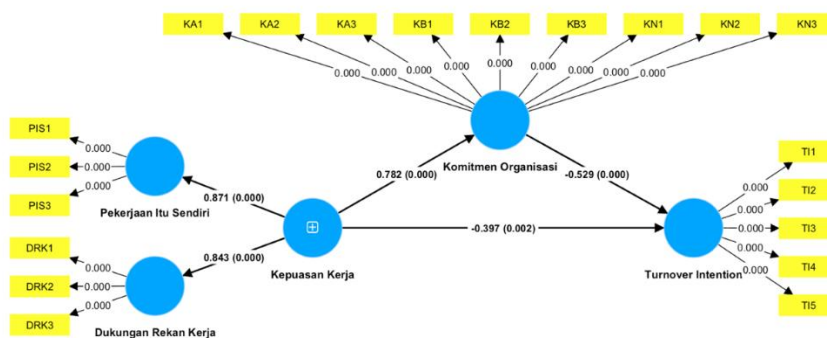 KA1 KA2 KA3 KB1 KB2 KB3 KN1 KN2 KN3
0.000 0.000 0.000 0.000 0.000 0.000 0.000 0.000 0.000
Komitmen Organisasi
PIS1
PIS2
PIS3
0.000
0.000
0.000
Pekerjaan Itu Sendiri
0.871 (0.000)
0.782 (0.000)
-0.529 (0.000)
DRK1
DRK2
DRK3
0.000
0.000
0.000
Dukungan Rekan Kerja
0.843 (0.000)
Kepuasan Kerja
-0.397 (0.002)
Turnover Intention
0.000
0.000
0.000
0.000
0.000
TI1
TI2
TI3
TI4
TI5